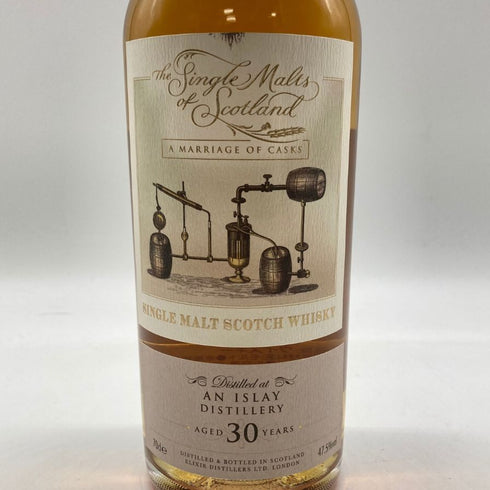 The Single Malts
of Scotland
A MARRIAGE OF CASKS
SINGLE MALT SCOTCH WHISKY
Distilled at
AN ISLAY
DISTILLERY
AGED 30 YEARS
70cle
47.5%vol
DISTILLED & BOTTLED IN SCOTLAND
ELIXIR DISTILLERS LTD. LONDON